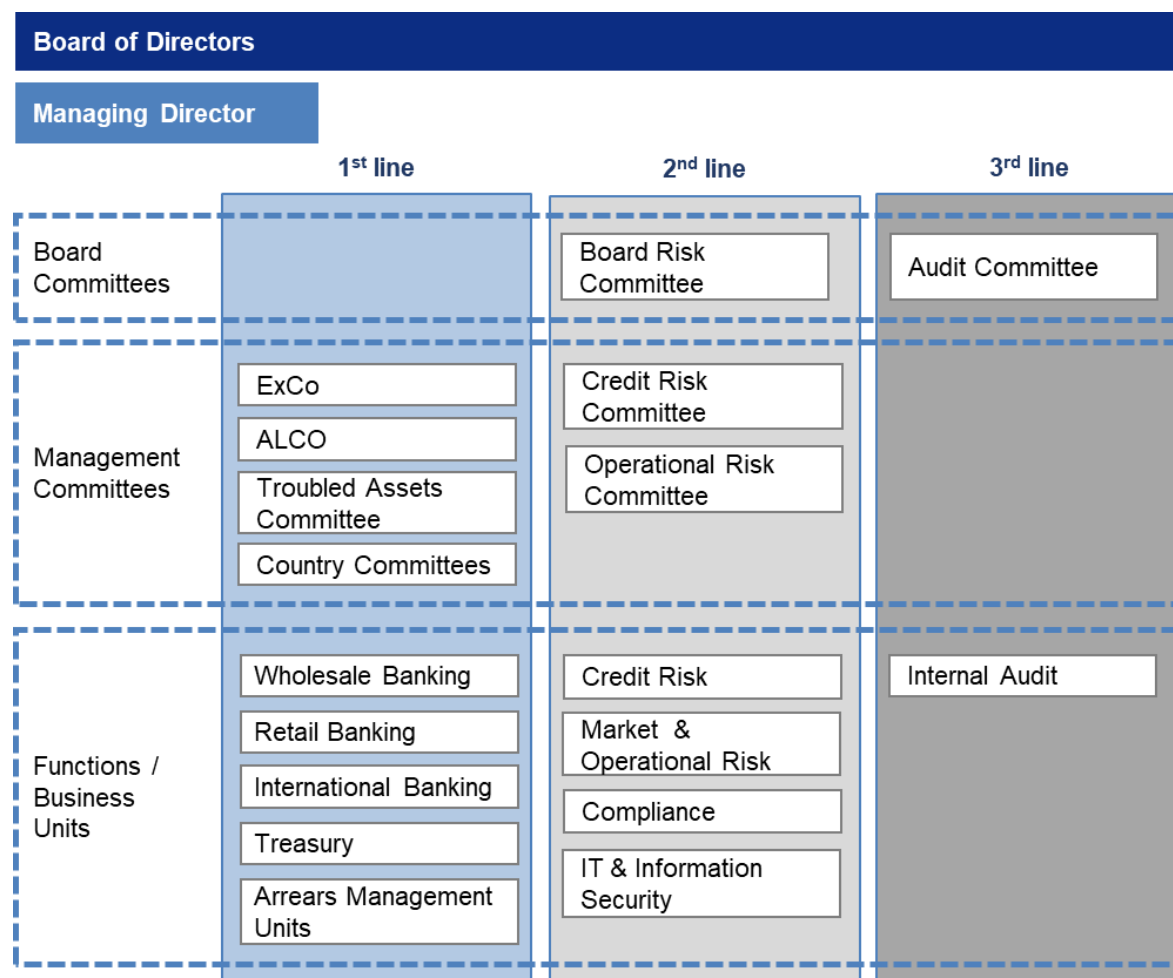 Board of Directors
Managing Director
1st line
2nd line
3rd line
Board
Committees
Board Risk
Committee
Audit Committee
Management
Committees
ExCo
ALCO
Troubled Assets
Committee
Country Committees
Credit Risk
Committee
Operational Risk
Committee
Functions /
Business
Units
Wholesale Banking
Retail Banking
International Banking
Treasury
Arrears Management
Units
Credit Risk
Market &
Operational Risk
Compliance
IT & Information
Security
Internal Audit